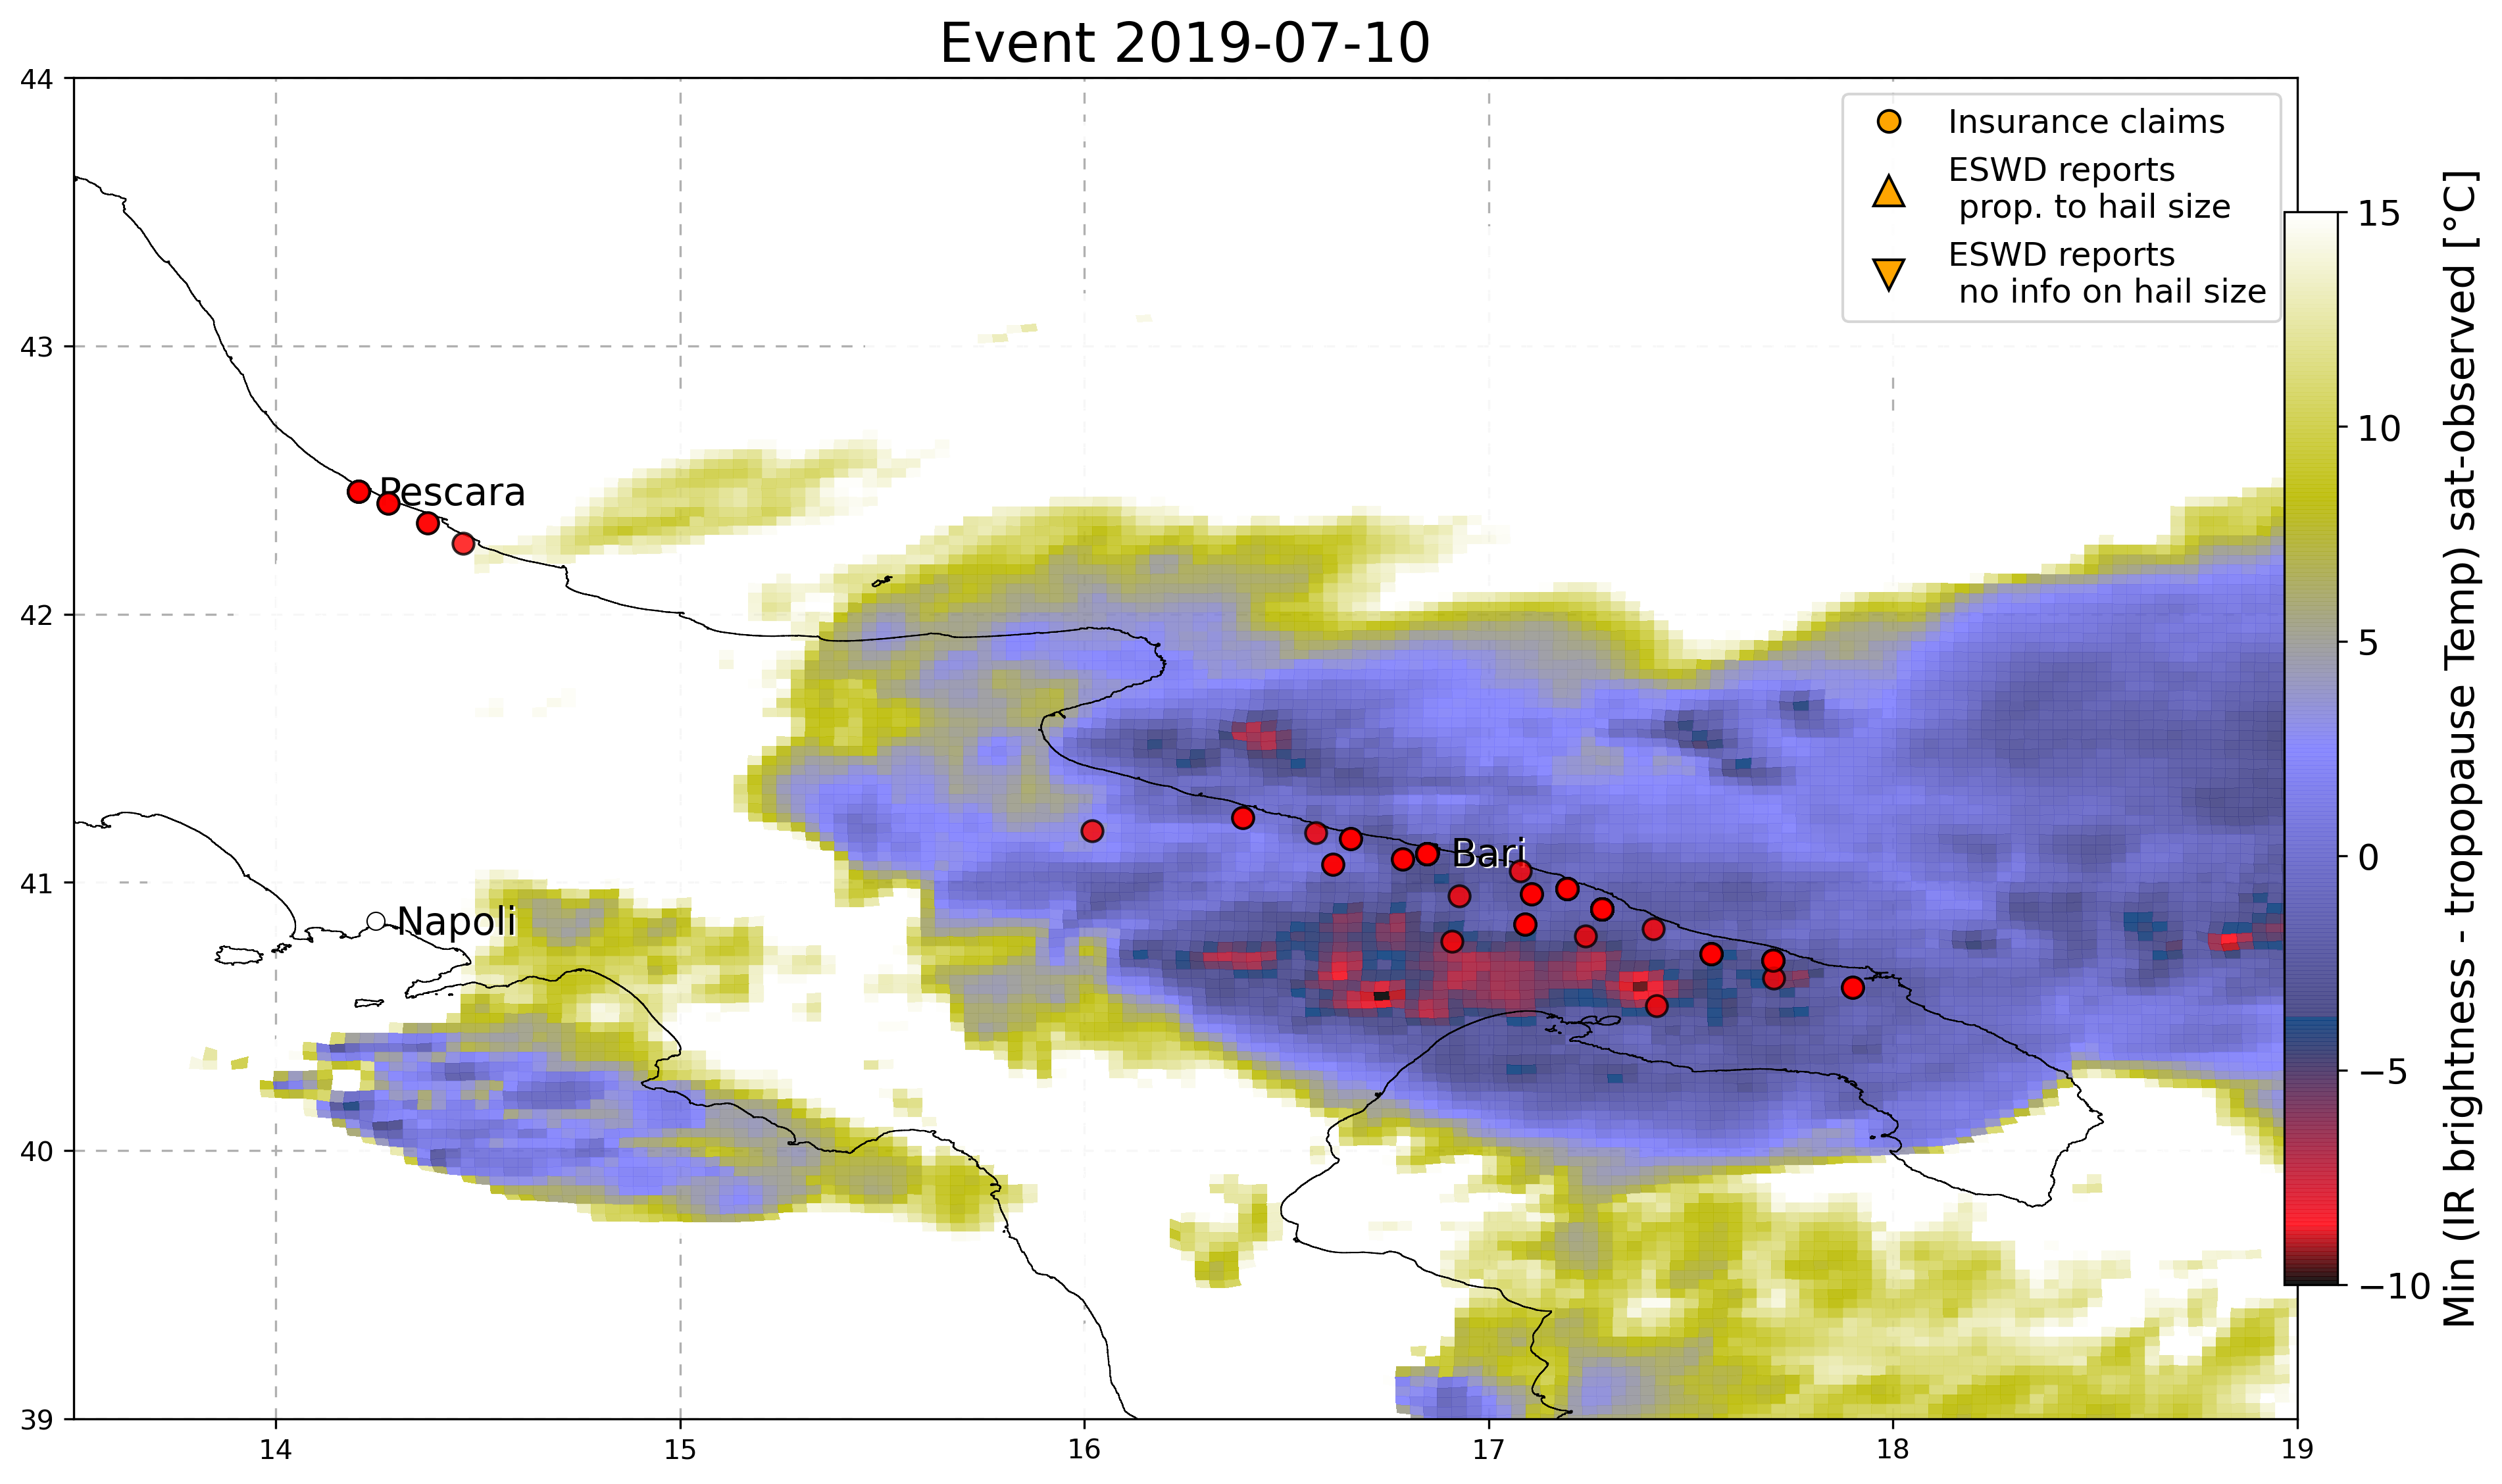 Event 2019-07-10
44
43
42
41
40
39
14
15
16
17
18
19
Insurance claims
ESWD reports
prop. to hail size
ESWD reports
no info on hail size
Pescara
Bari
Napoli
15
10
5
0
−5
−10
Min (IR brightness - tropopause Temp) sat-observed [°C]